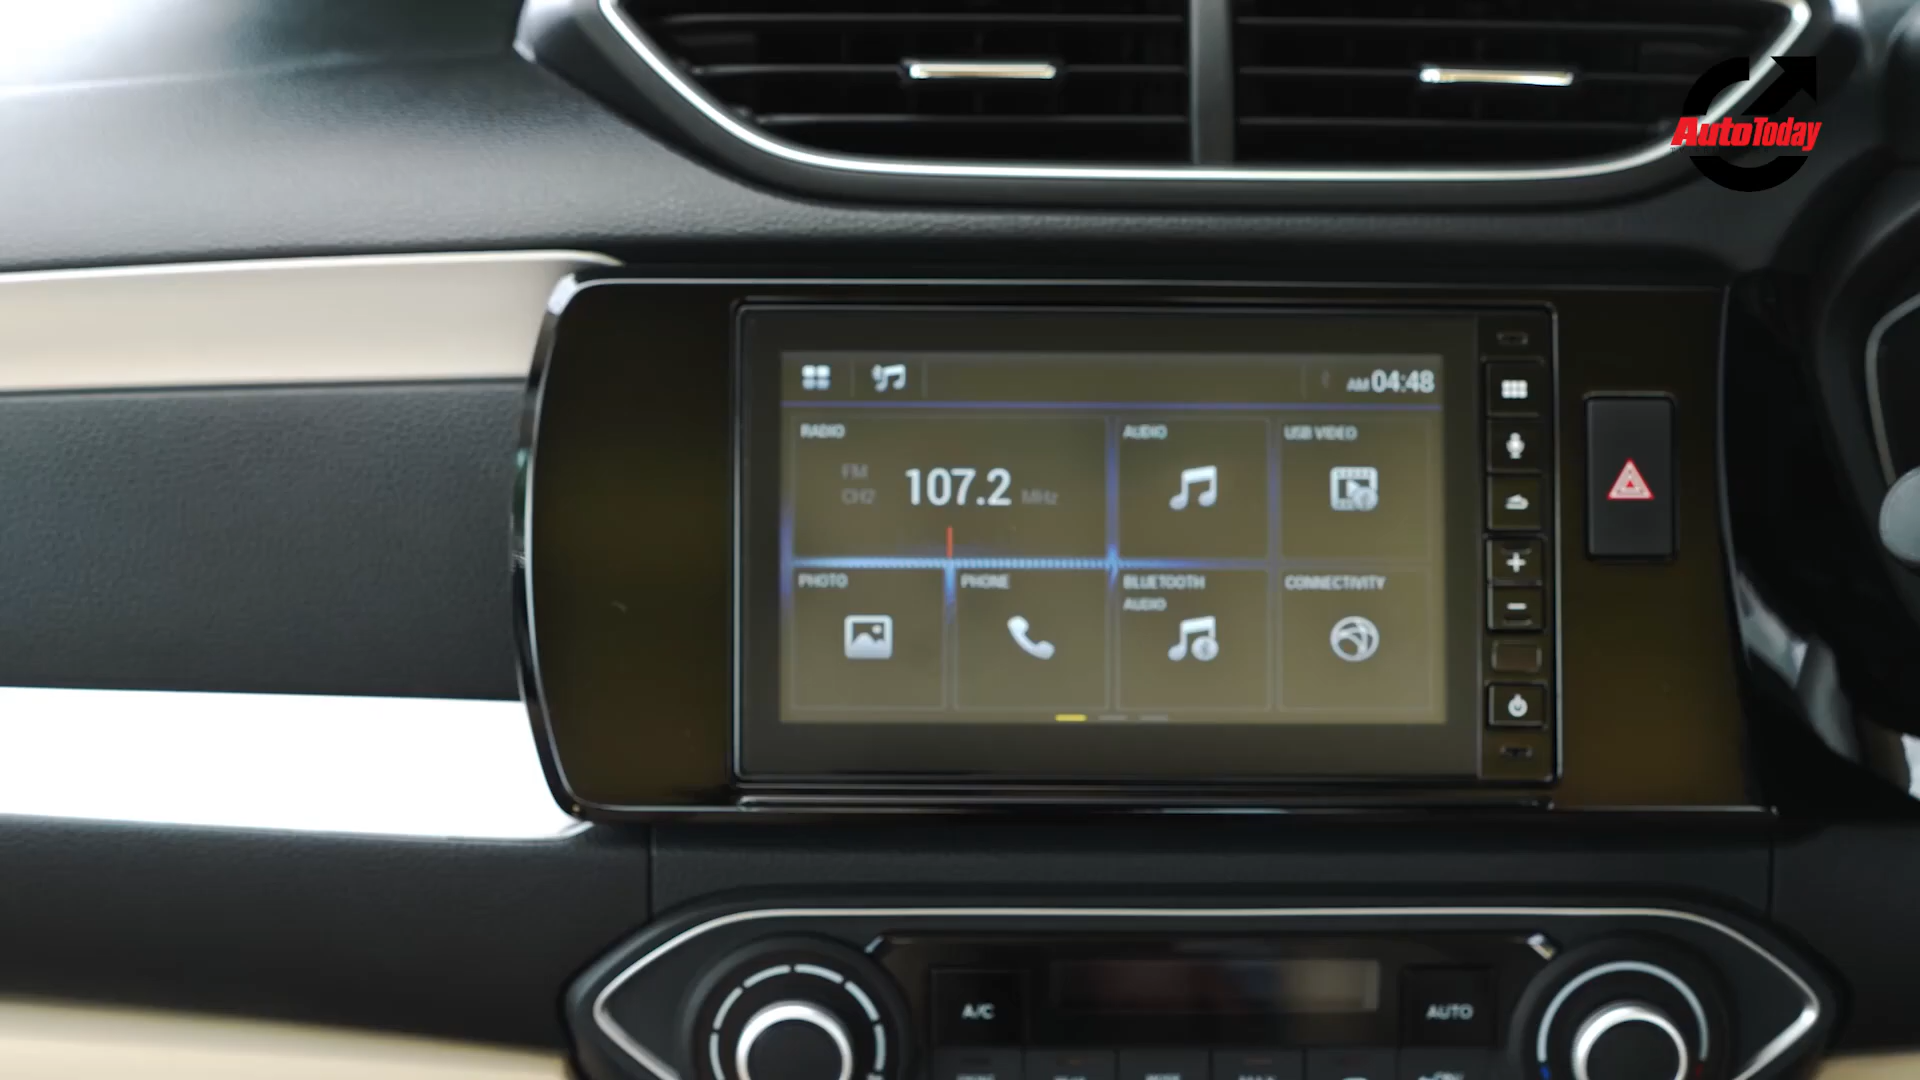 AutoToday
AM 04:48
RADIO
AUDIO
USB VIDEO
FM
CH2
107.2 MHz
PHOTO
PHONE
BLUETOOTH
AUDIO
CONNECTIVITY
A/C
AUTO